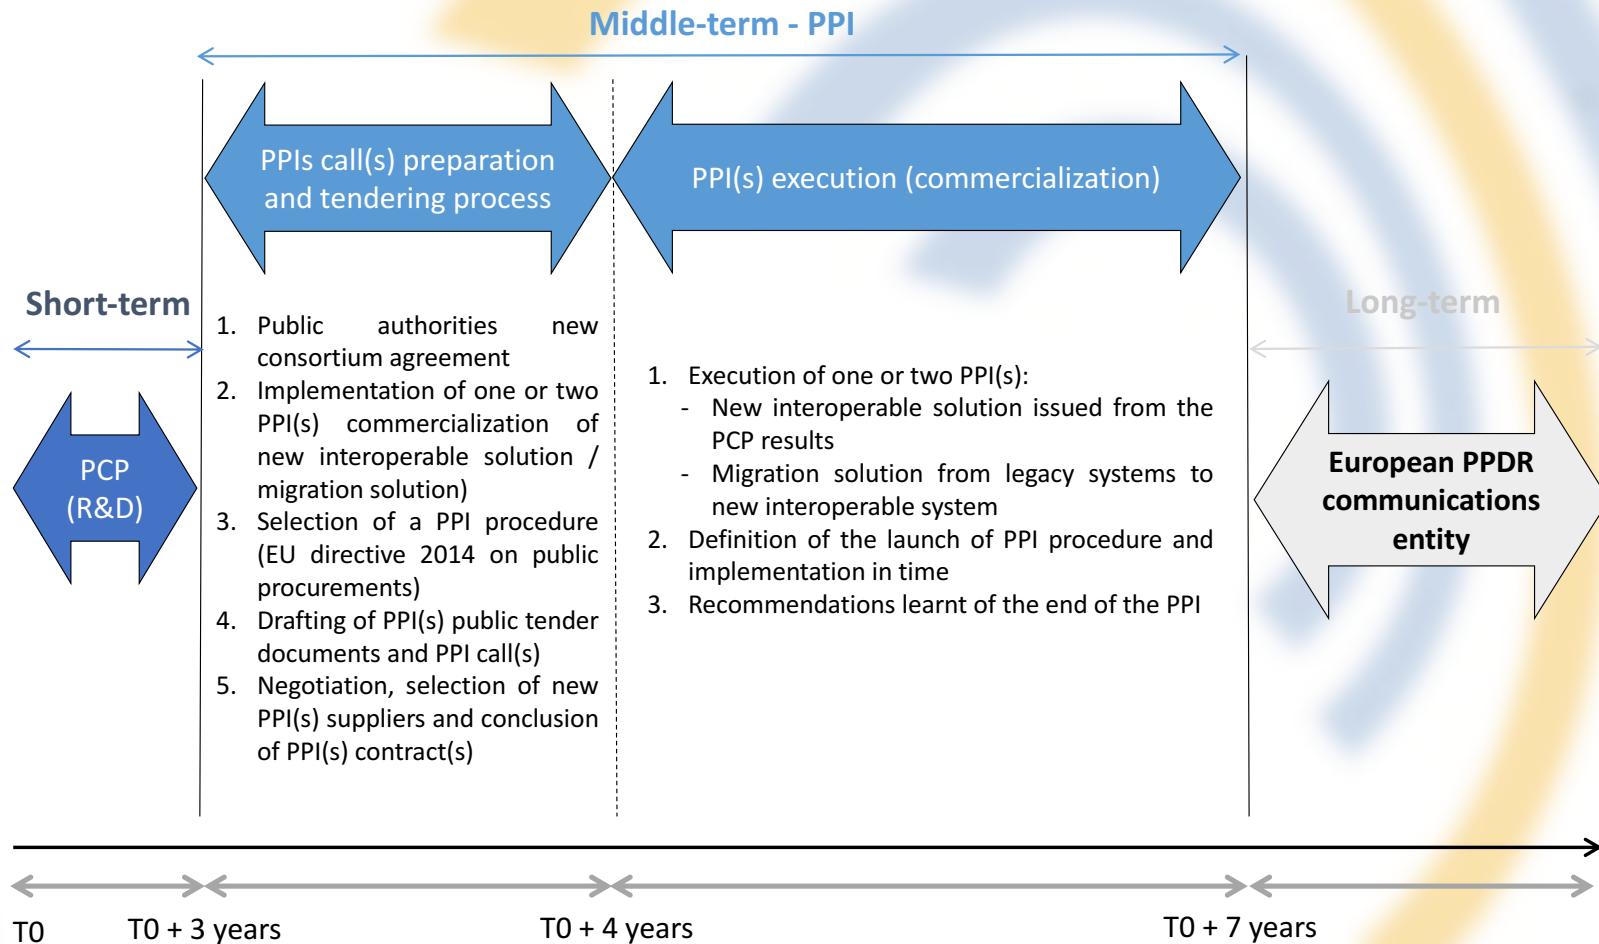 Middle-term - PPI
PPIs call(s) preparation
and tendering process
PPI(s) execution (commercialization)
Short-term
PCP
(R&D)
1. Public authorities new
consortium agreement
2. Implementation of one or two
PPI(s) commercialization of
new interoperable solution /
migration solution)
3. Selection of a PPI procedure
(EU directive 2014 on public
procurements)
4. Drafting of PPI(s) public tender
documents and PPI call(s)
5. Negotiation, selection of new
PPI(s) suppliers and conclusion
of PPI(s) contract(s)
1. Execution of one or two PPI(s):
- New interoperable solution issued from the
PCP results
- Migration solution from legacy systems to
new interoperable system
2. Definition of the launch of PPI procedure and
implementation in time
3. Recommendations learnt of the end of the PPI
Long-term
European PPDR
communications
entity
T0
T0 + 3 years
T0 + 4 years
T0 + 7 years